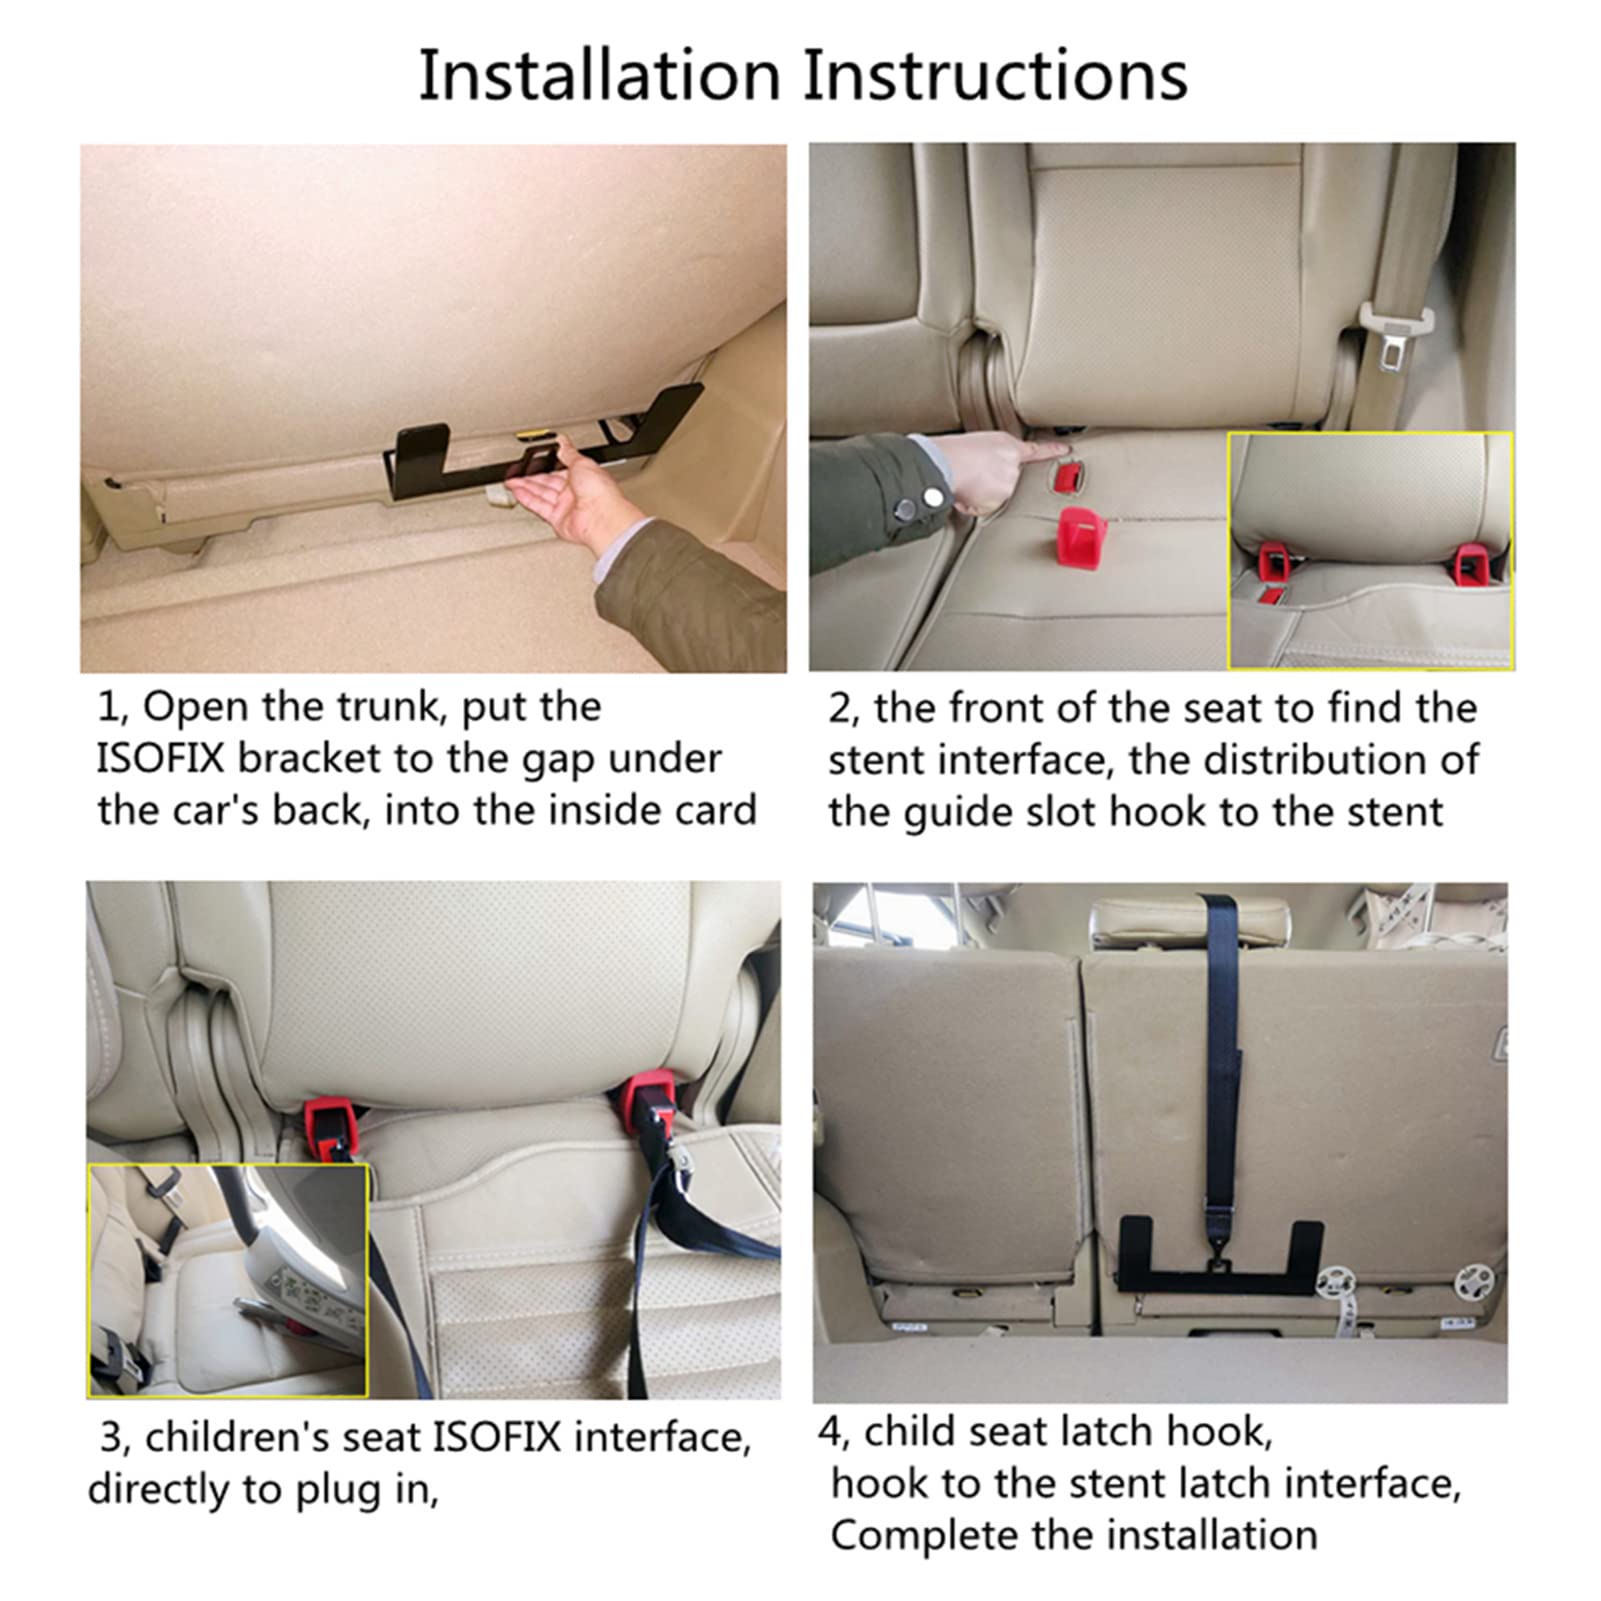 Installation Instructions
1, Open the trunk, put the
ISOFIX bracket to the gap under
the car's back, into the inside card
2, the front of the seat to find the
stent interface, the distribution of
the guide slot hook to the stent
3, children's seat ISOFIX interface,
directly to plug in,
4, child seat latch hook,
hook to the stent latch interface,
Complete the installation